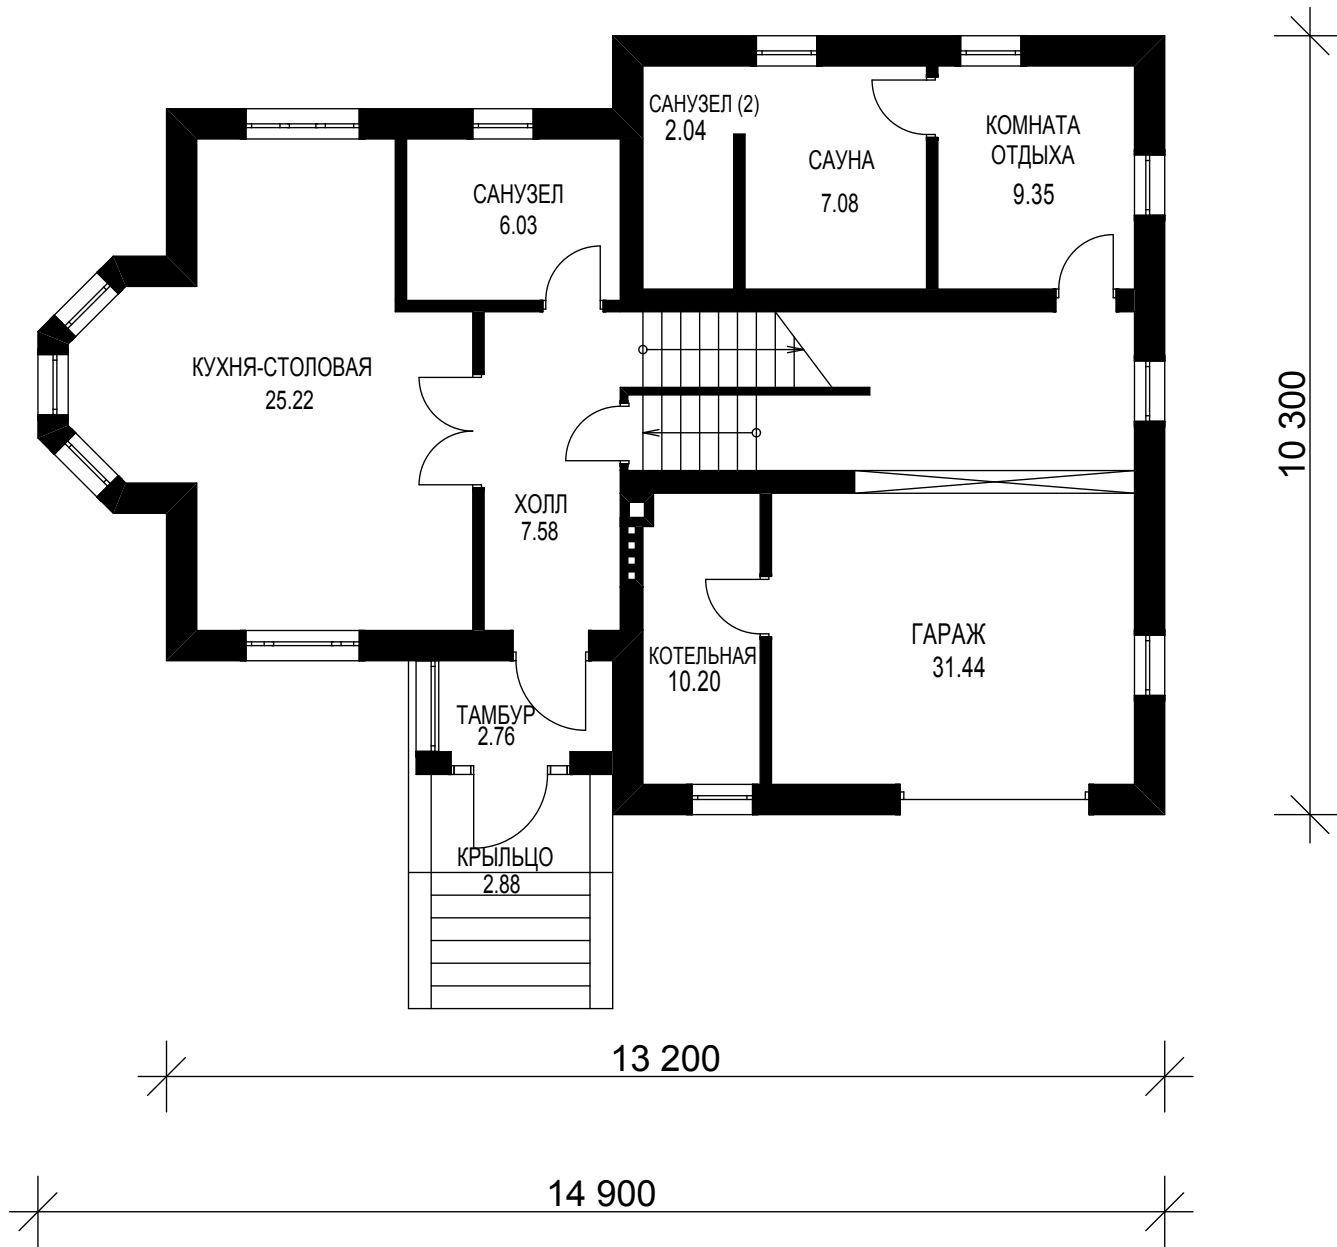 САНУЗЕЛ (2)
2.04
САУНА
7.08
КОМНАТА
ОТДЫХА
9.35
САНУЗЕЛ
6.03
КУХНЯ-СТОЛОВАЯ
25.22
10 300
ХОЛЛ
7.58
КОТЕЛЬНАЯ
10.20
ГАРАЖ
31.44
ТАМБУР
2.76
КРЫЛЬЦО
2.88
13 200
14 900